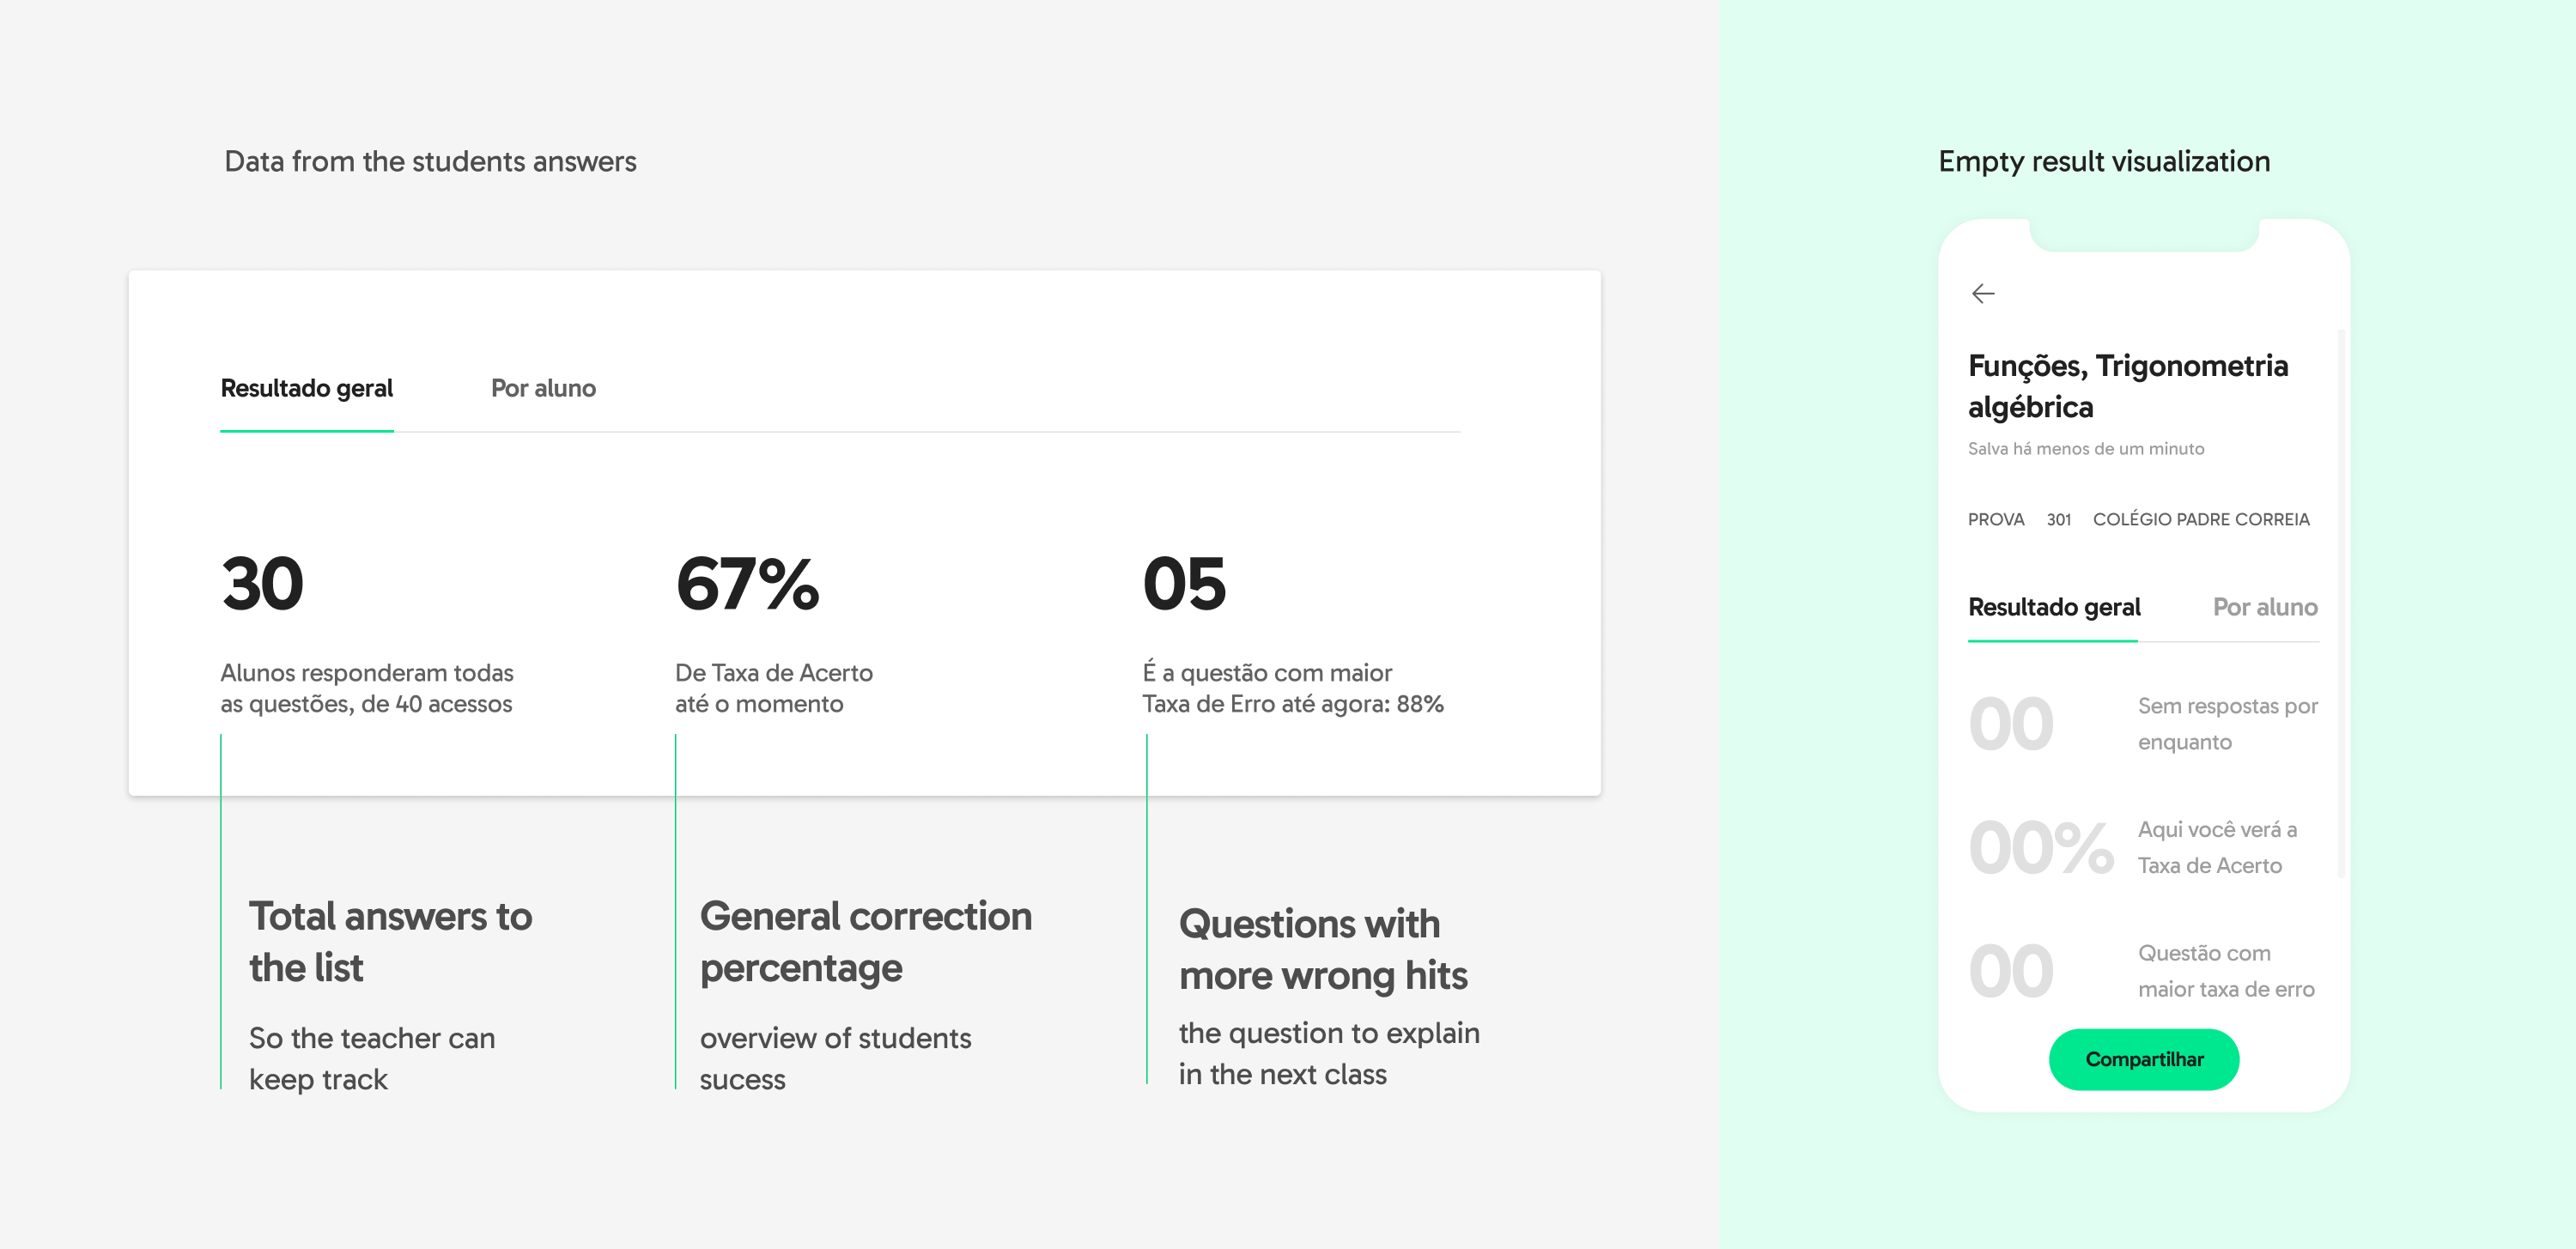 Data from the students answers
Resultado geral
Por aluno
30
Alunos responderam todas
as questões, de 40 acessos
67%
De Taxa de Acerto
até o momento
05
É a questão com maior
Taxa de Erro até agora: 88%
Total answers to
the list
So the teacher can
keep track
General correction
percentage
overview of students
sucess
Questions with
more wrong hits
the question to explain
in the next class
Empty result visualization
Funções, Trigonometria
algébrica
Salva há menos de um minuto
PROVA 301 COLÉGIO PADRE CORREIA
Resultado geral
Por aluno
00
Sem respostas por
enquanto
00%
Aqui você verá a
Taxa de Acerto
00
Questão com
maior taxa de erro
Compartilhar